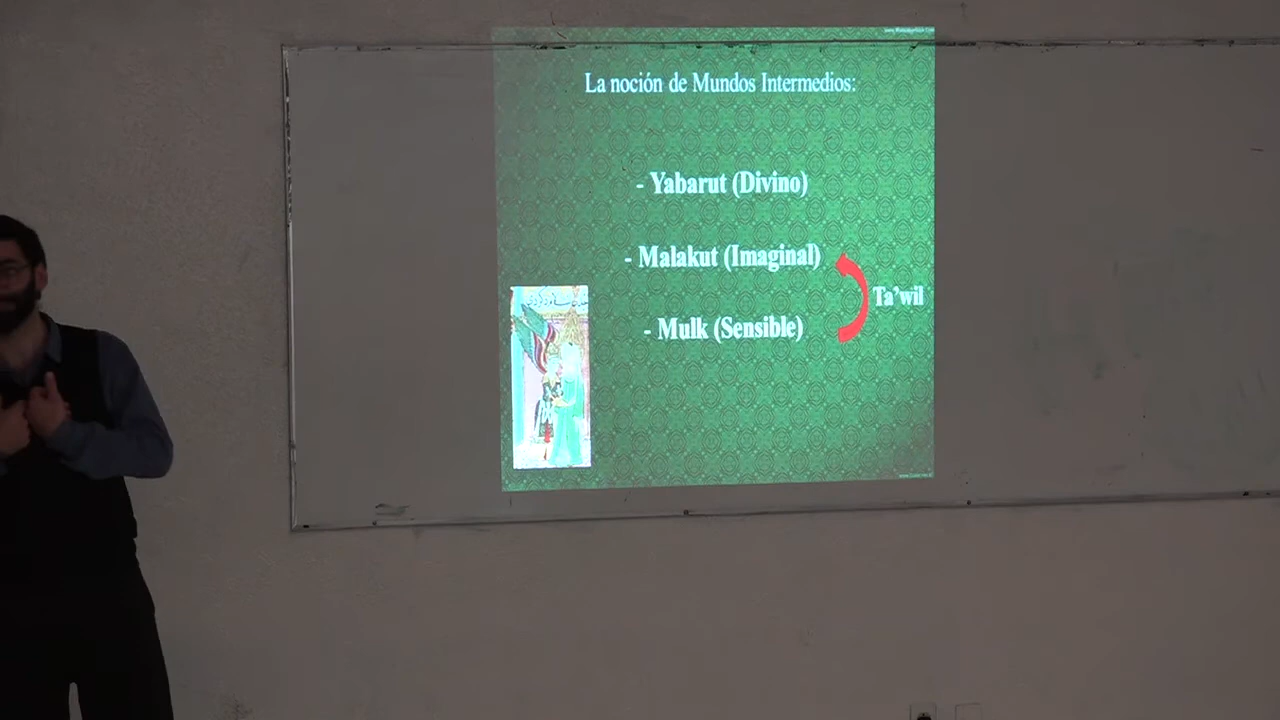 La noción de Mundos Intermedios:
- Yabarut (Divino)
- Malakut (Imaginal)
Ta'wil
- Mulk (Sensible)